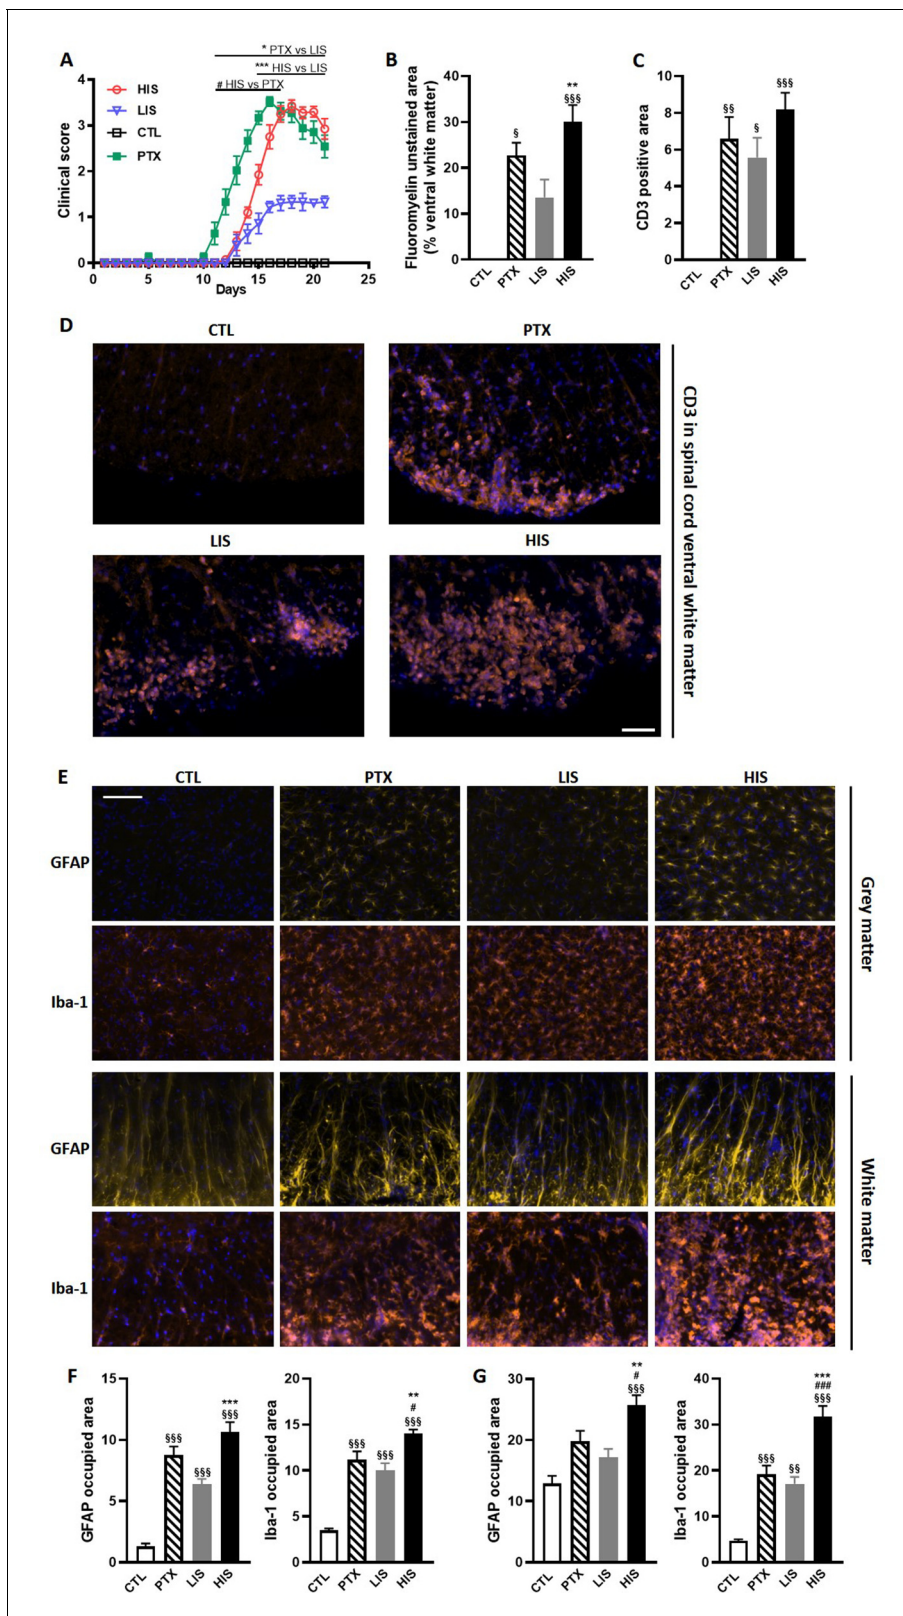 A
* PTX vs LIS
*** HIS vs LIS
# HIS vs PTX
HIS
LIS
CTL
PTX
Clinical score
4
3
2
1
0
0 5 10 15 20 25
Days
B
Fluoromyelin unstained area
(% ventral white matter)
40
30
20
10
0
§
**
§§§
CTL PTX LIS HIS
C
CD3 positive area
10
8
6
4
2
0
§§
§
§§§
CTL PTX LIS HIS
D
CTL PTX
LIS HIS
CD3 in spinal cord ventral white matter
E
CTL PTX LIS HIS
GFAP
Iba-1
Grey matter
GFAP
Iba-1
White matter
F
GFAP occupied area
15
10
5
0
§§§
§§§
***
§§§
CTL PTX LIS HIS
Iba-1 occupied area
20
15
10
5
0
§§§
§§§
**
#
§§§
CTL PTX LIS HIS
G
GFAP occupied area
30
20
10
0
**
#
§§§
CTL PTX LIS HIS
Iba-1 occupied area
40
30
20
10
0
§§§
§§
***
###
§§§
CTL PTX LIS HIS